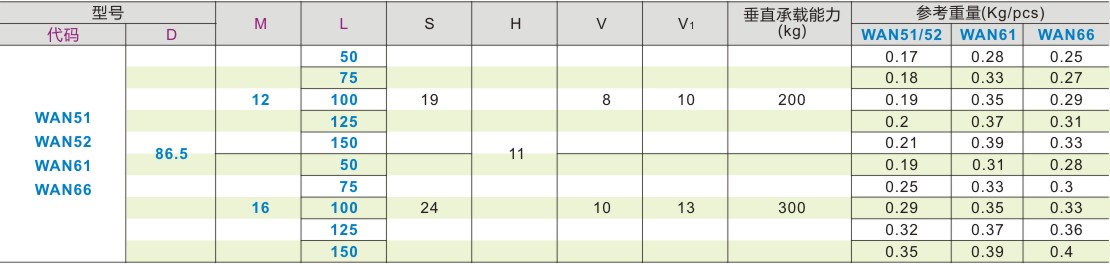 型号 M L S H V V1 垂直承载能力(kg) 参考重量(Kg/pcs)
代码 D WAN51/52 WAN61 WAN66
50 0.17 0.28 0.25
75 0.18 0.33 0.27
12 100 19 8 10 200 0.19 0.35 0.29
WAN51 125 0.2 0.37 0.31
WAN52 150 0.21 0.39 0.33
86.5 11
WAN61 50 0.19 0.31 0.28
WAN66 75 0.25 0.33 0.3
16 100 24 10 13 300 0.29 0.35 0.33
125 0.32 0.37 0.36
150 0.35 0.39 0.4